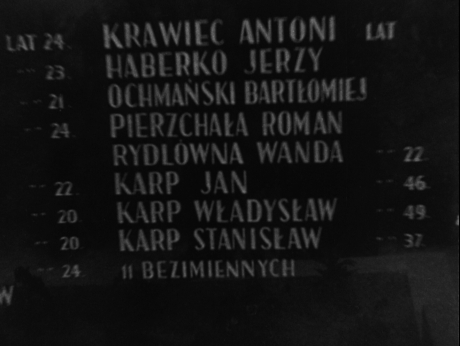 LAT 24 KRAWIEC ANTONI LAT
-- 23 HABERKO JERZY
-- 21 OCHMAŃSKI BARTŁOMIEJ
-- 24 PIERZCHAŁA ROMAN
RYDLÓWNA WANDA -- 22
-- 22 KARP JAN -- 46
-- 20 KARP WŁADYSŁAW -- 49
-- 20 KARP STANISŁAW -- 37
-- 24 11 BEZIMIENNYCH
W